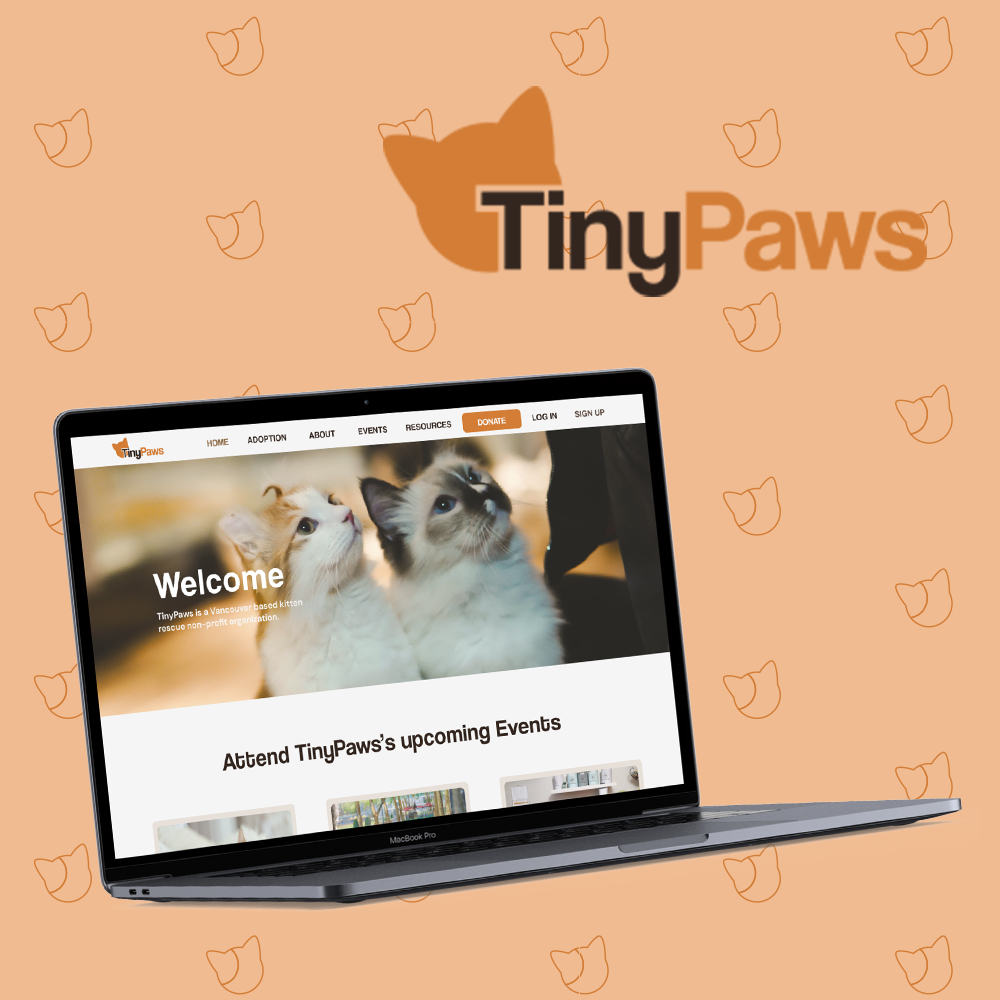 TinyPaws
TinyPaws
HOME ADOPTION ABOUT EVENTS RESOURCES DONATE LOG IN SIGN UP
Welcome
TinyPaws is a Vancouver based kitten
rescue non-profit organization.
Attend TinyPaws's upcoming Events
MacBook Pro